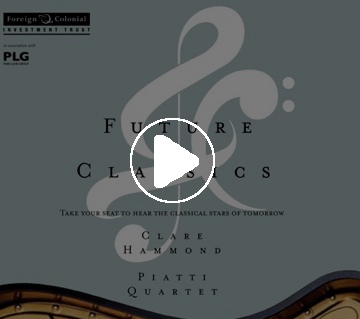 Foreign & Colonial
INVESTMENT TRUST
in association with
PLG
FUTURE
CLASSICS
TAKE YOUR SEAT TO HEAR THE CLASSICAL STARS OF TOMORROW
CLARE
HAMMOND
PIATTI
QUARTET